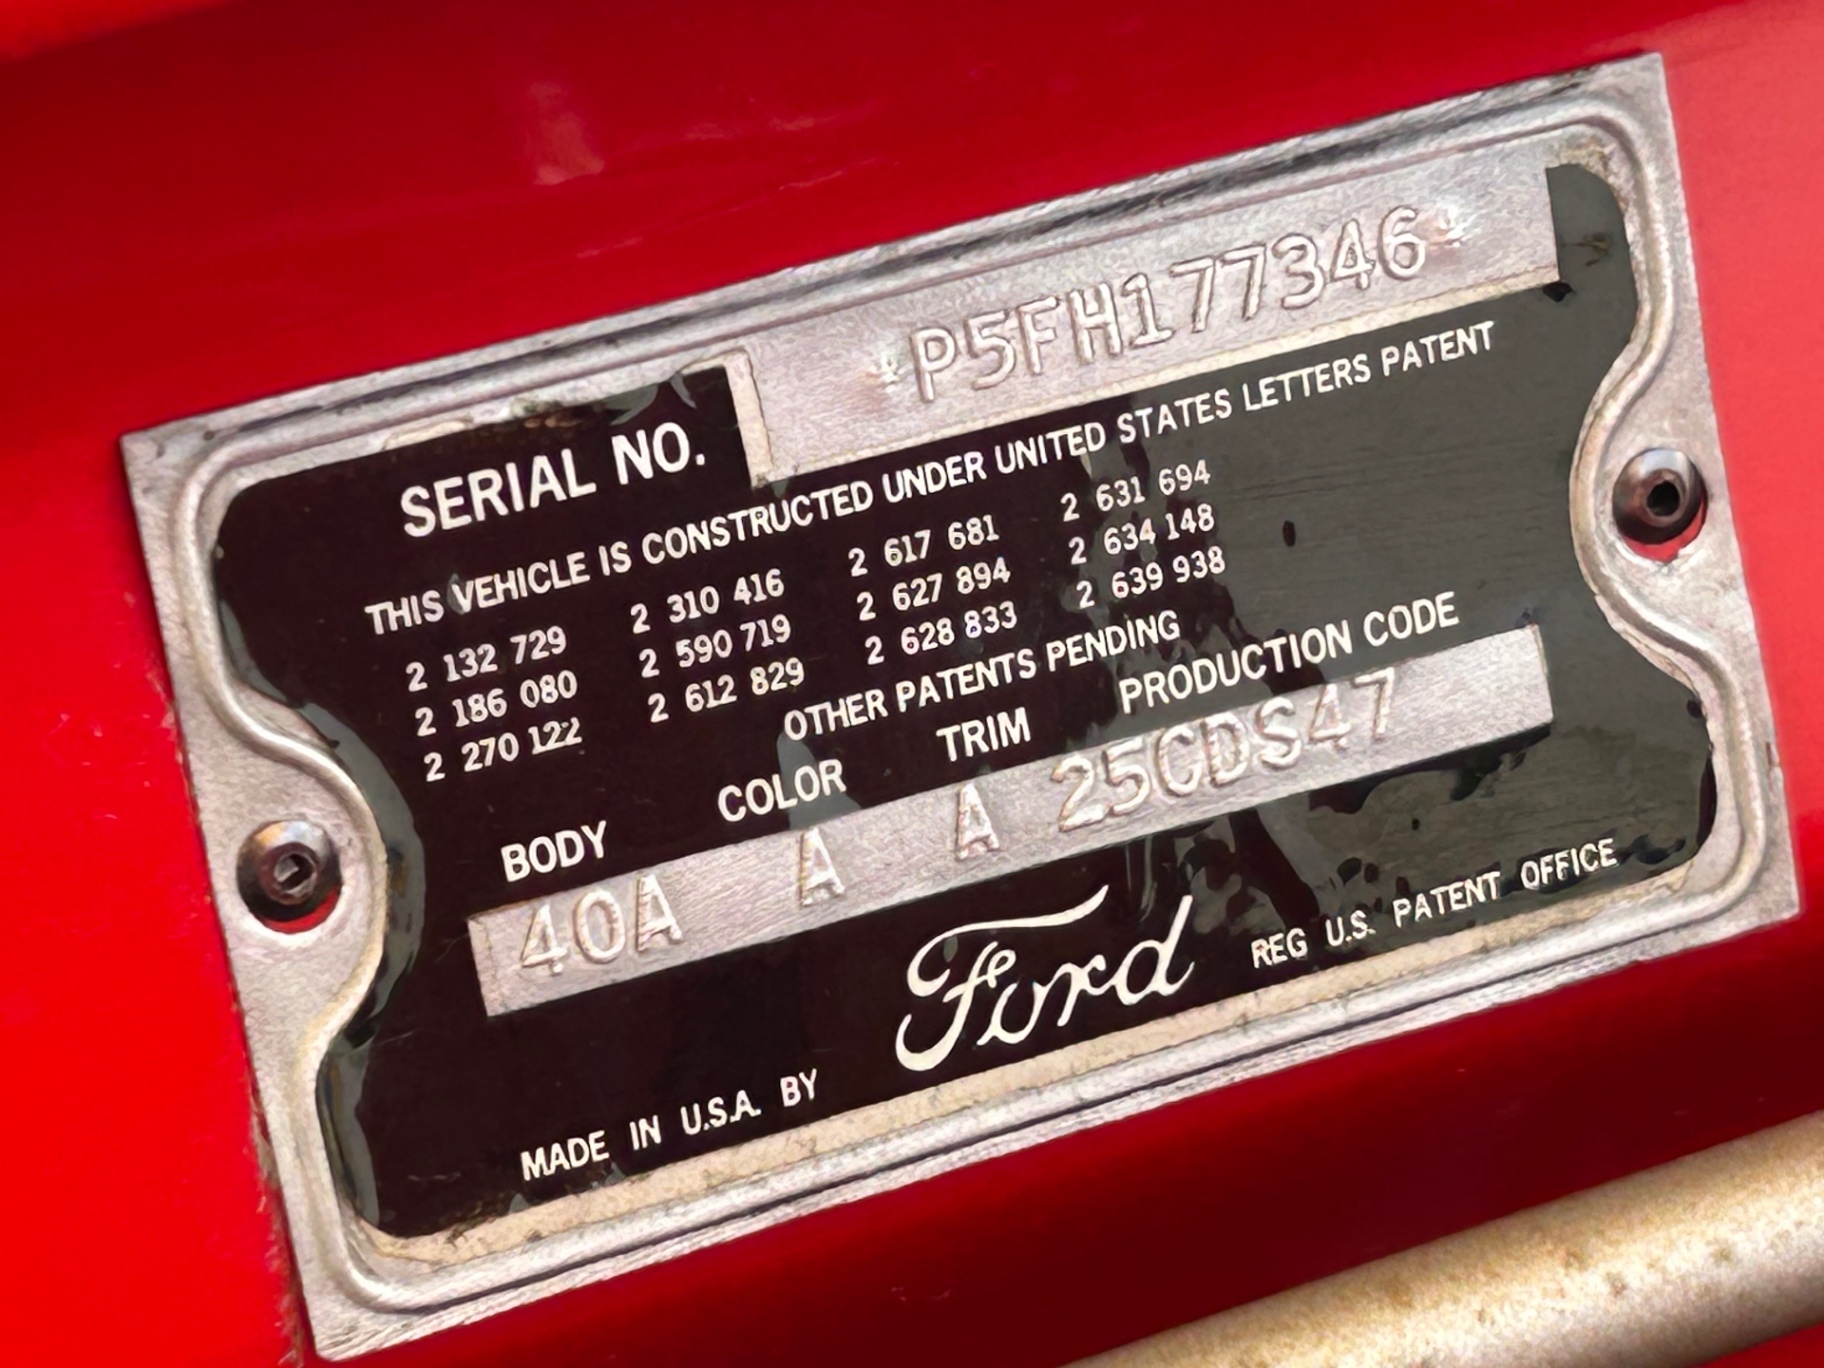 SERIAL NO. *P5FH177346*
THIS VEHICLE IS CONSTRUCTED UNDER UNITED STATES LETTERS PATENT
2 132 729 2 310 416 2 617 681 2 631 694
2 186 080 2 590 719 2 627 894 2 634 148
2 270 122 2 612 829 2 628 833 2 639 938
OTHER PATENTS PENDING
BODY COLOR TRIM PRODUCTION CODE
40A A A 25CDS47
MADE IN U.S.A. BY Ford REG U.S. PATENT OFFICE